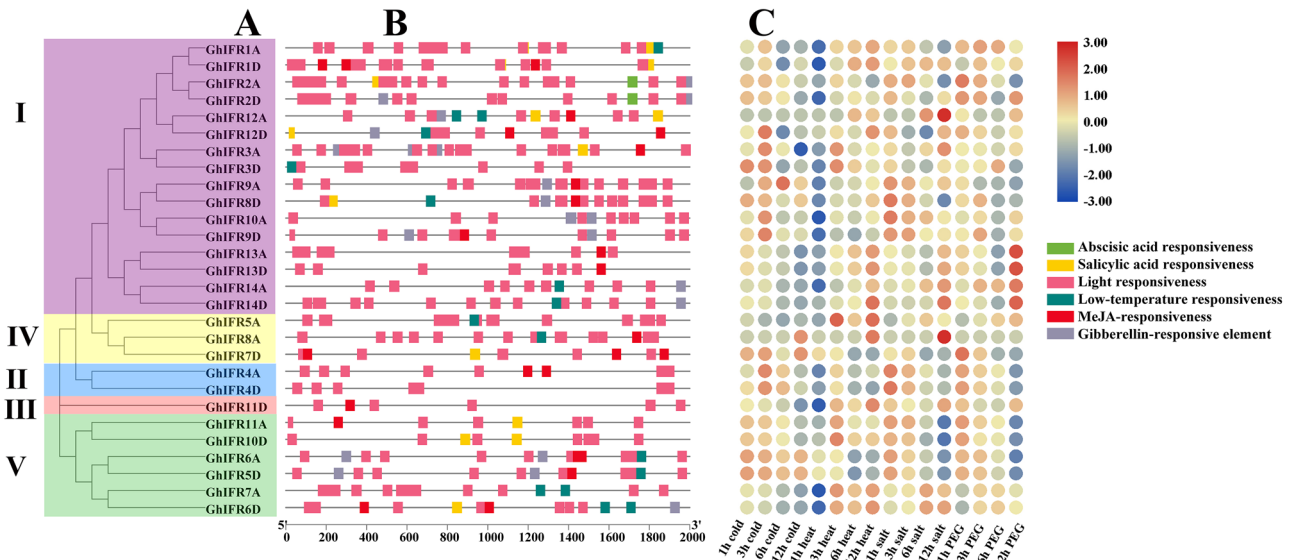 A
B
C
I
IV
II
III
V
GhIFR1A
GhIFR1D
GhIFR2A
GhIFR2D
GhIFR12A
GhIFR12D
GhIFR3A
GhIFR3D
GhIFR9A
GhIFR8D
GhIFR10A
GhIFR9D
GhIFR13A
GhIFR13D
GhIFR14A
GhIFR14D
GhIFR5A
GhIFR8A
GhIFR7D
GhIFR4A
GhIFR4D
GhIFR11D
GhIFR11A
GhIFR10D
GhIFR6A
GhIFR5D
GhIFR7A
GhIFR6D
5'
3'
0 200 400 600 800 1000 1200 1400 1600 1800 2000
1h cold
3h cold
6h cold
12h cold
1h heat
3h heat
6h heat
2h heat
1h salt
3h salt
6h salt
12h salt
1h PEG
3h PEG
6h PEG
2h PEG
3.00
2.00
1.00
0.00
-1.00
-2.00
-3.00
Abscisic acid responsiveness
Salicylic acid responsiveness
Light responsiveness
Low-temperature responsiveness
MeJA-responsiveness
Gibberellin-responsive element